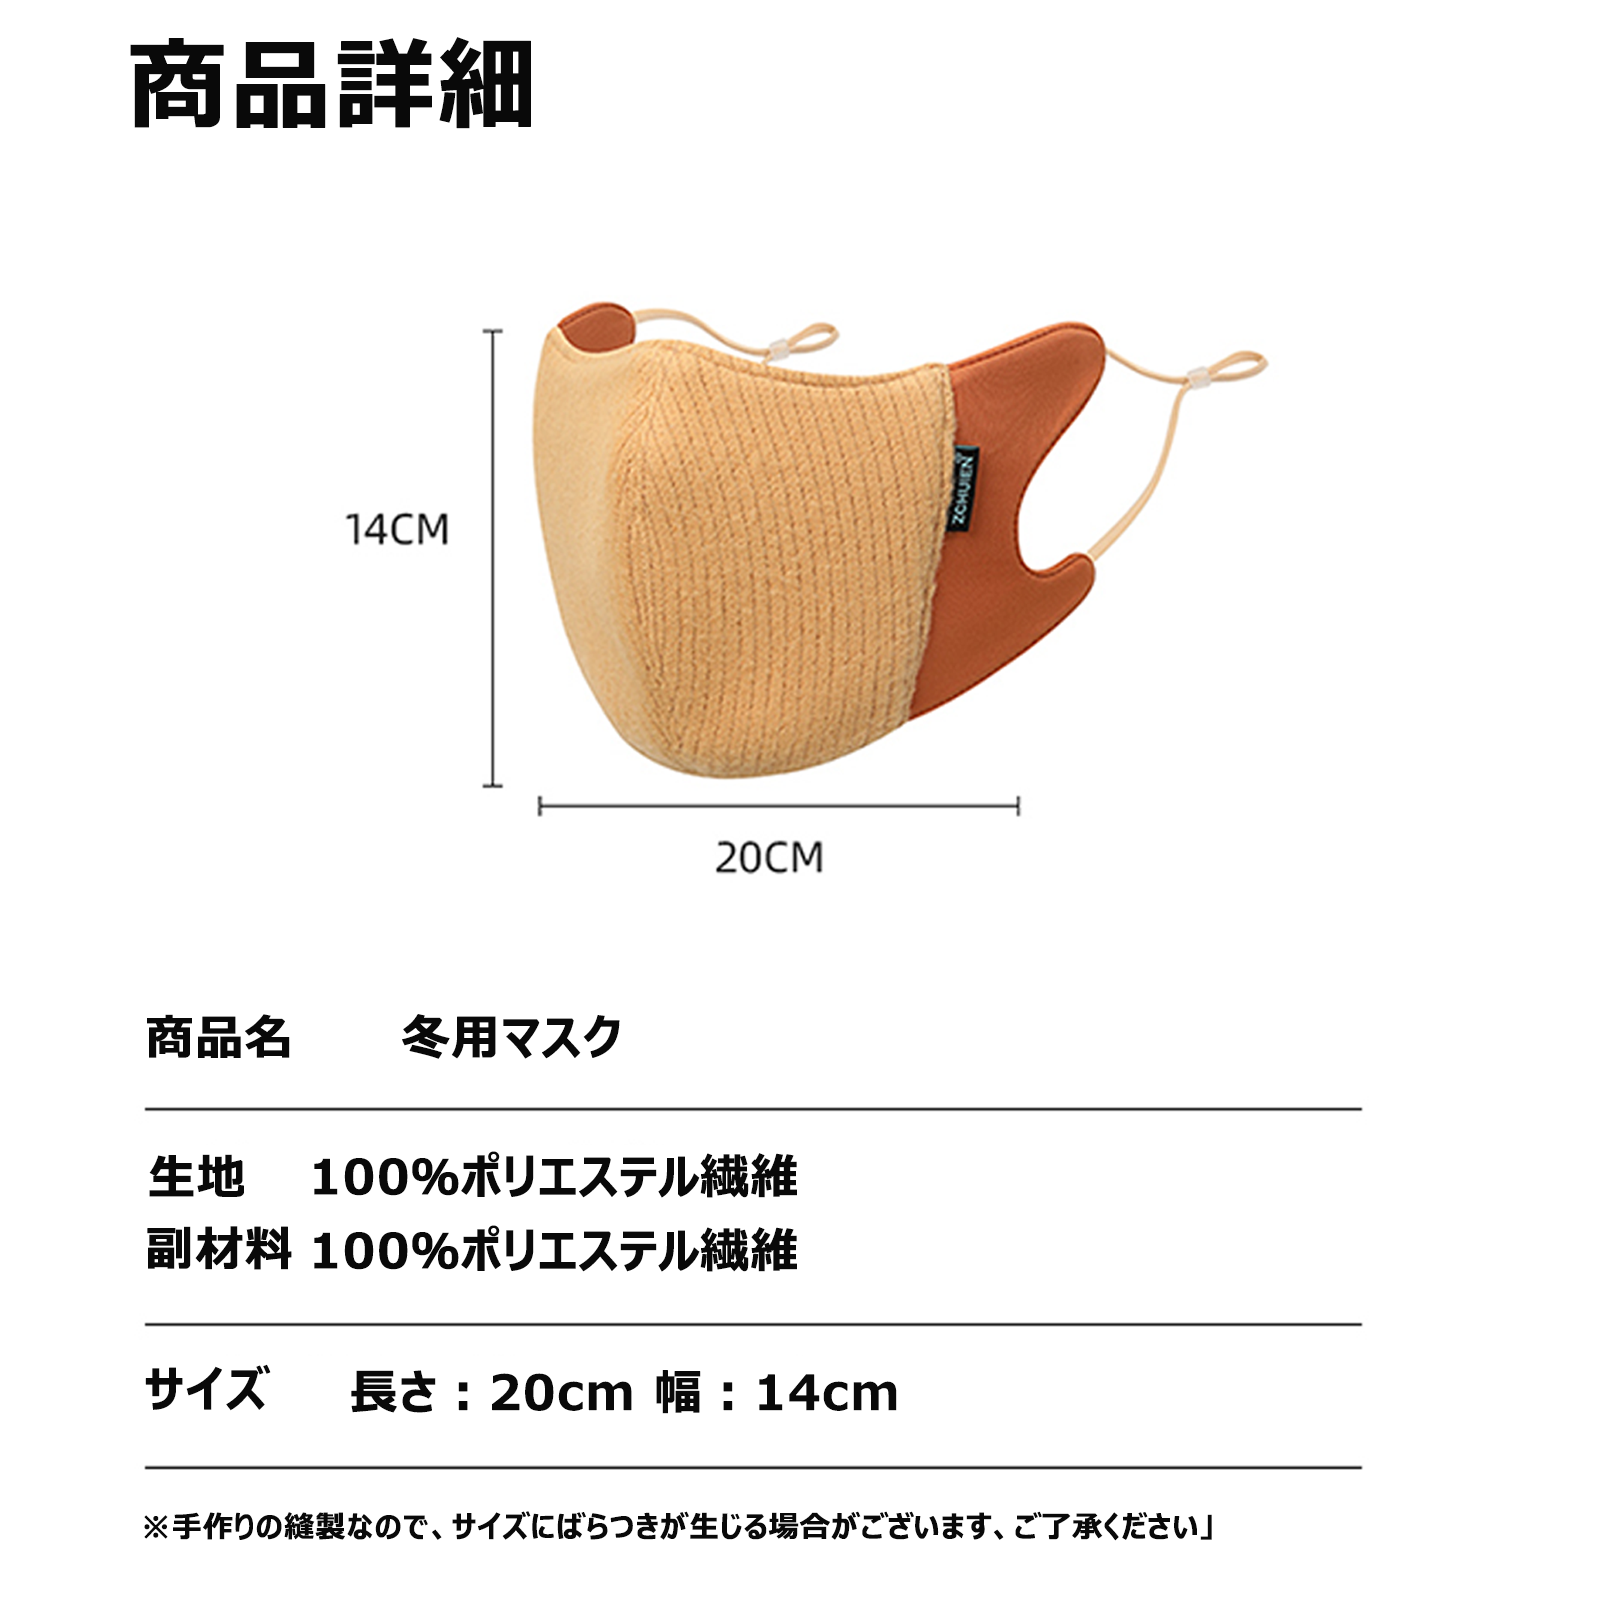 商品詳細
ZCHUIEN
14CM
20CM
商品名 冬用マスク
生地 100%ポリエステル繊維
副材料 100%ポリエステル繊維
サイズ 長さ：20cm 幅：14cm
※手作りの縫製なので、サイズにばらつきが生じる場合がございます、ご了承ください」